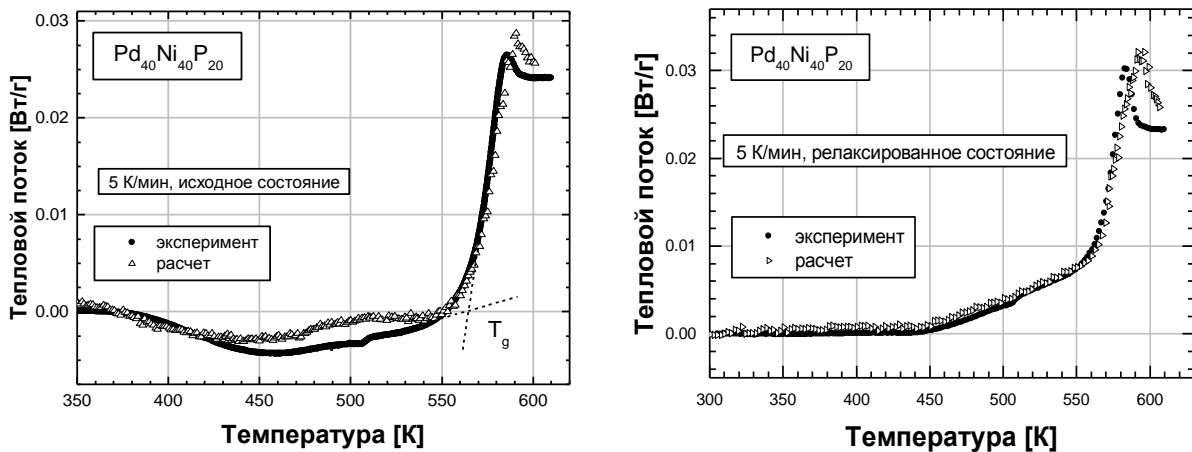 0.03
0.02
0.01
0.00
Тепловой поток [Вт/г]
Pd40Ni40P20
5 К/мин, исходное состояние
эксперимент
расчет
Tg
350 400 450 500 550 600
Температура [К]
0.03
0.02
0.01
0.00
Тепловой поток [Вт/г]
Pd40Ni40P20
5 К/мин, релаксированное состояние
эксперимент
расчет
300 350 400 450 500 550 600
Температура [К]